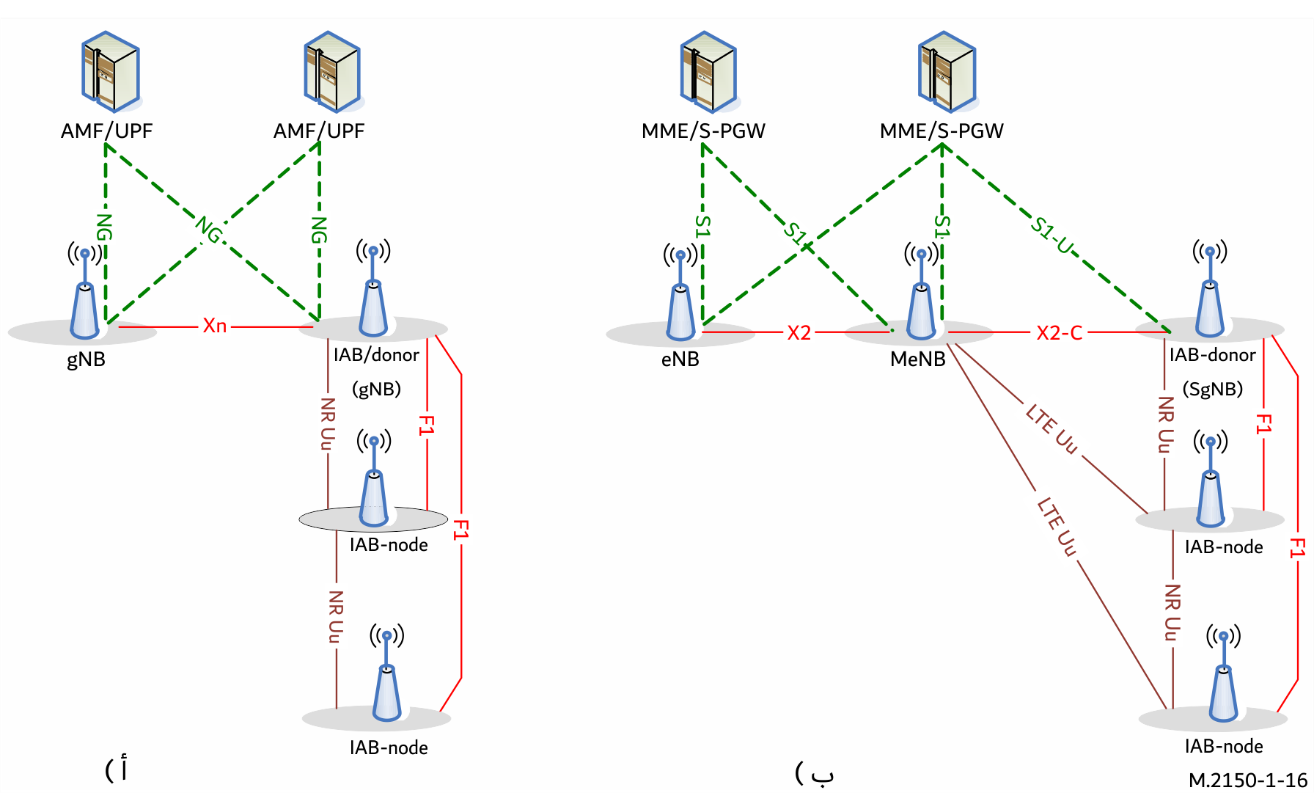 AMF/UPF
AMF/UPF
NG
NG
NG
gNB
Xn
IAB/donor
(gNB)
NR Uu
F1
IAB-node
F1
NR Uu
IAB-node
أ )
MME/S-PGW
MME/S-PGW
S1
S1
S1
S1-U
eNB
X2
MeNB
X2-C
IAB-donor
(SgNB)
LTE Uu
NR Uu
F1
LTE Uu
IAB-node
F1
NR Uu
IAB-node
ب )
M.2150-1-16